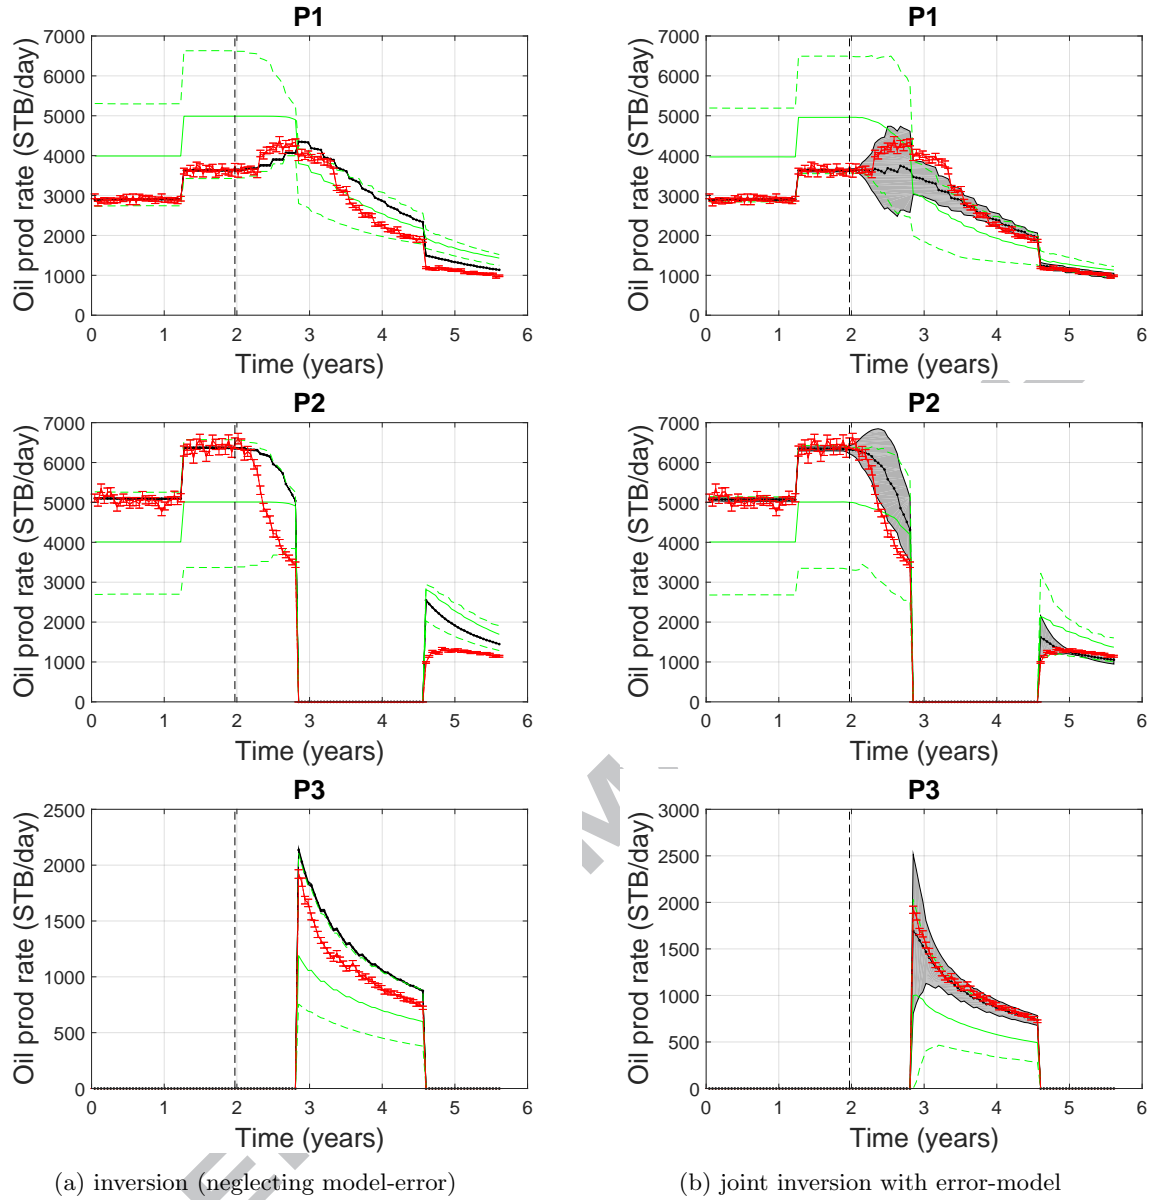 P1
Oil prod rate (STB/day)
7000
6000
5000
4000
3000
2000
1000
0
0 1 2 3 4 5 6
Time (years)
P1
Oil prod rate (STB/day)
7000
6000
5000
4000
3000
2000
1000
0
0 1 2 3 4 5 6
Time (years)
P2
Oil prod rate (STB/day)
7000
6000
5000
4000
3000
2000
1000
0
0 1 2 3 4 5 6
Time (years)
P2
Oil prod rate (STB/day)
7000
6000
5000
4000
3000
2000
1000
0
0 1 2 3 4 5 6
Time (years)
P3
Oil prod rate (STB/day)
2500
2000
1500
1000
500
0
0 1 2 3 4 5 6
Time (years)
P3
Oil prod rate (STB/day)
3000
2500
2000
1500
1000
500
0
0 1 2 3 4 5 6
Time (years)
(a) inversion (neglecting model-error)
(b) joint inversion with error-model